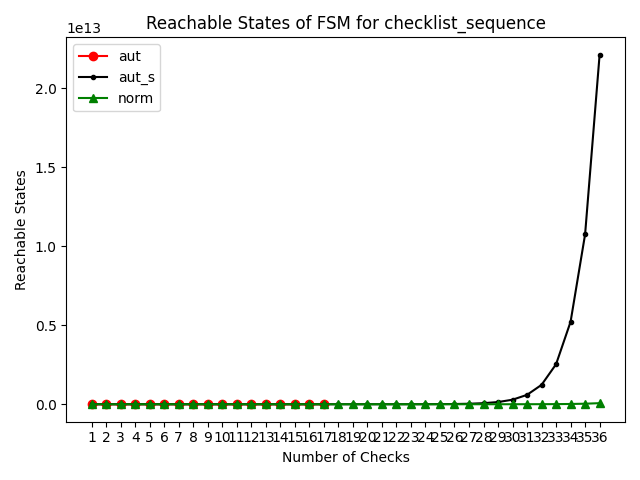 Reachable States of FSM for checklist_sequence
1e13
aut
aut_s
norm
2.0
1.5
1.0
0.5
0.0
Reachable States
1 2 3 4 5 6 7 8 9 10 11 12 13 14 15 16 17 18 19 20 21 22 23 24 25 26 27 28 29 30 31 32 33 34 35 36
Number of Checks